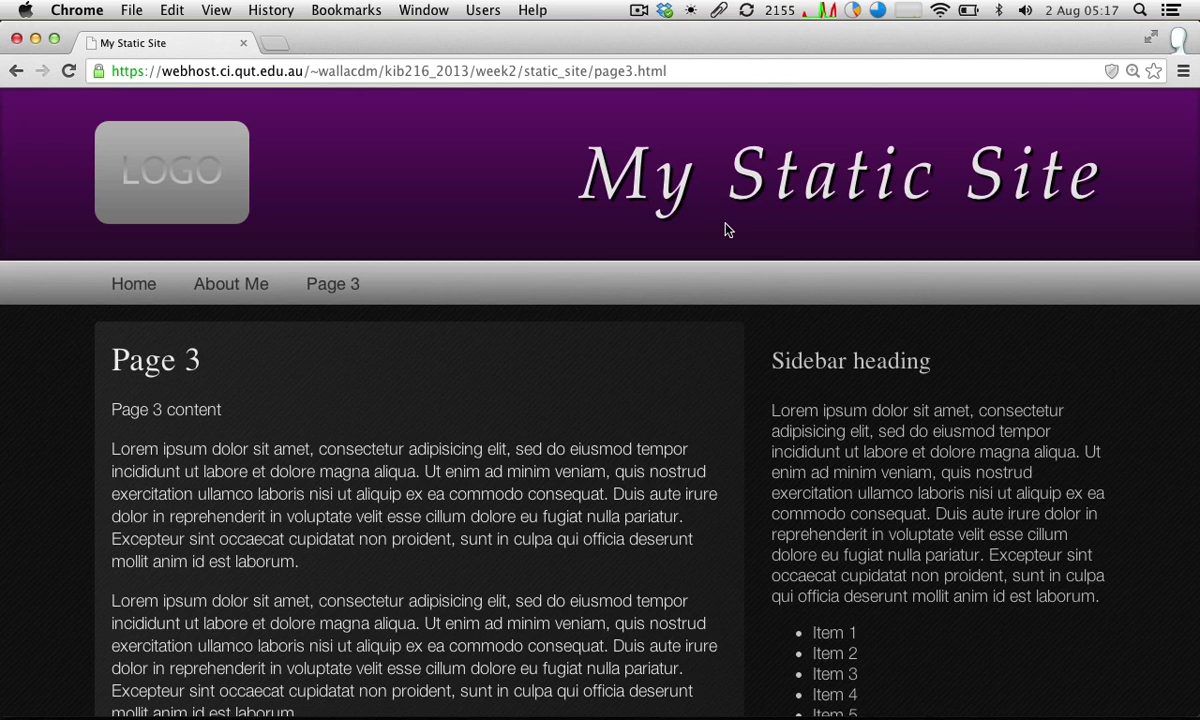 Chrome File Edit View History Bookmarks Window Users Help 2155 2 Aug 05:17
My Static Site
https://webhost.ci.qut.edu.au/~wallacdm/kib216_2013/week2/static_site/page3.html
LOGO
My Static Site
Home About Me Page 3
Page 3
Page 3 content
Lorem ipsum dolor sit amet, consectetur adipisicing elit, sed do eiusmod tempor
incididunt ut labore et dolore magna aliqua. Ut enim ad minim veniam, quis nostrud
exercitation ullamco laboris nisi ut aliquip ex ea commodo consequat. Duis aute irure
dolor in reprehenderit in voluptate velit esse cillum dolore eu fugiat nulla pariatur.
Excepteur sint occaecat cupidatat non proident, sunt in culpa qui officia deserunt
mollit anim id est laborum.
Lorem ipsum dolor sit amet, consectetur adipisicing elit, sed do eiusmod tempor
incididunt ut labore et dolore magna aliqua. Ut enim ad minim veniam, quis nostrud
exercitation ullamco laboris nisi ut aliquip ex ea commodo consequat. Duis aute irure
dolor in reprehenderit in voluptate velit esse cillum dolore eu fugiat nulla pariatur.
Excepteur sint occaecat cupidatat non proident, sunt in culpa qui officia deserunt
mollit anim id est laborum.
Sidebar heading
Lorem ipsum dolor sit amet, consectetur
adipisicing elit, sed do eiusmod tempor
incididunt ut labore et dolore magna aliqua. Ut
enim ad minim veniam, quis nostrud
exercitation ullamco laboris nisi ut aliquip ex ea
commodo consequat. Duis aute irure dolor in
reprehenderit in voluptate velit esse cillum
dolore eu fugiat nulla pariatur. Excepteur sint
occaecat cupidatat non proident, sunt in culpa
qui officia deserunt mollit anim id est laborum.
• Item 1
• Item 2
• Item 3
• Item 4
• Item 5